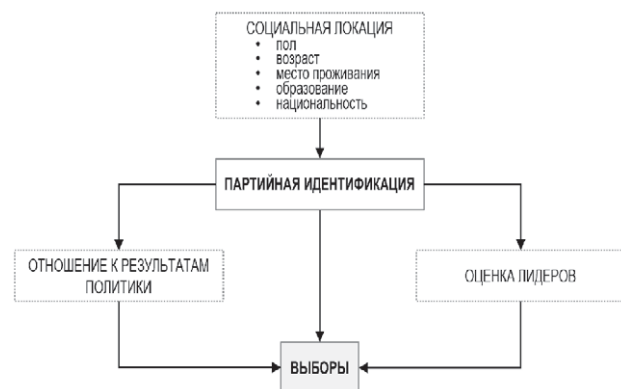 СОЦИАЛЬНАЯ ЛОКАЦИЯ
• пол
• возраст
• место проживания
• образование
• национальность
ПАРТИЙНАЯ ИДЕНТИФИКАЦИЯ
ОТНОШЕНИЕ К РЕЗУЛЬТАТАМ
ПОЛИТИКИ
ОЦЕНКА ЛИДЕРОВ
ВЫБОРЫ